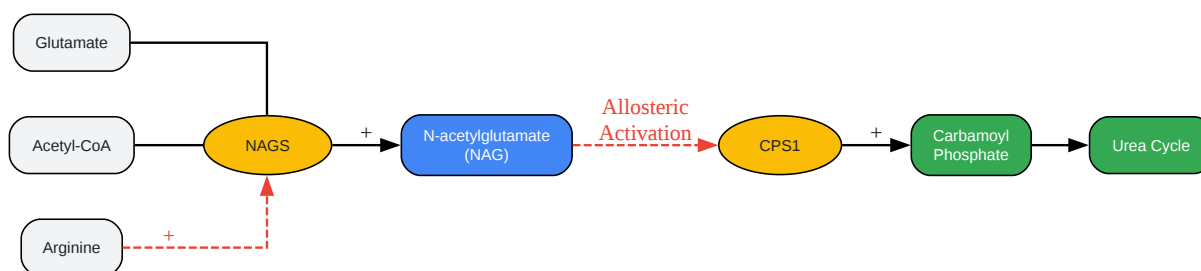 Glutamate
Acetyl-CoA
Arginine
+
NAGS
+
N-acetylglutamate
(NAG)
Allosteric
Activation
CPS1
+
Carbamoyl
Phosphate
Urea Cycle